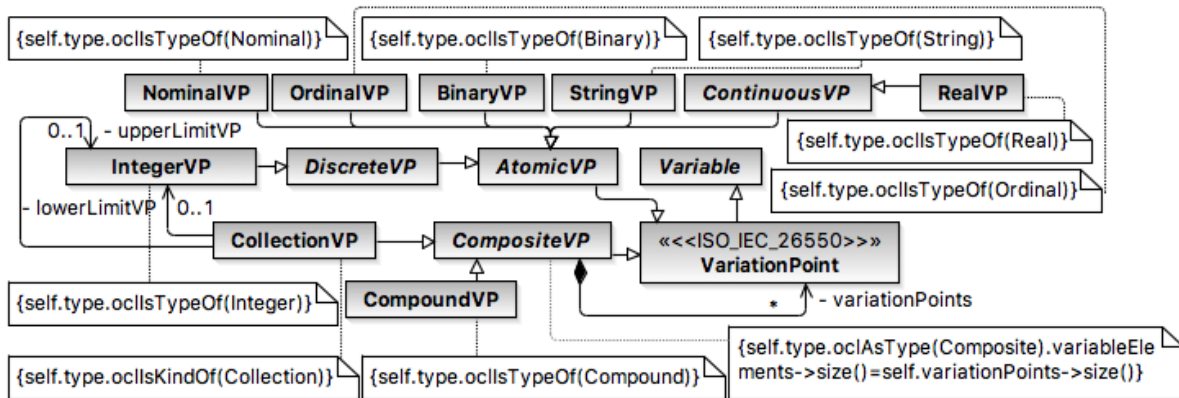 {self.type.oclIsTypeOf(Nominal)}
{self.type.oclIsTypeOf(Binary)}
{self.type.oclIsTypeOf(String)}
NominalVP
OrdinalVP
BinaryVP
StringVP
ContinuousVP
RealVP
0..1
- upperLimitVP
{self.type.oclIsTypeOf(Real)}
IntegerVP
DiscreteVP
AtomicVP
Variable
{self.type.oclIsTypeOf(Ordinal)}
- lowerLimitVP
0..1
CollectionVP
CompositeVP
«<<ISO_IEC_26550>>»
VariationPoint
{self.type.oclIsTypeOf(Integer)}
CompoundVP
*
- variationPoints
{self.type.oclIsKindOf(Collection)}
{self.type.oclIsTypeOf(Compound)}
{self.type.oclAsType(Composite).variableEle
ments->size()=self.variationPoints->size()}